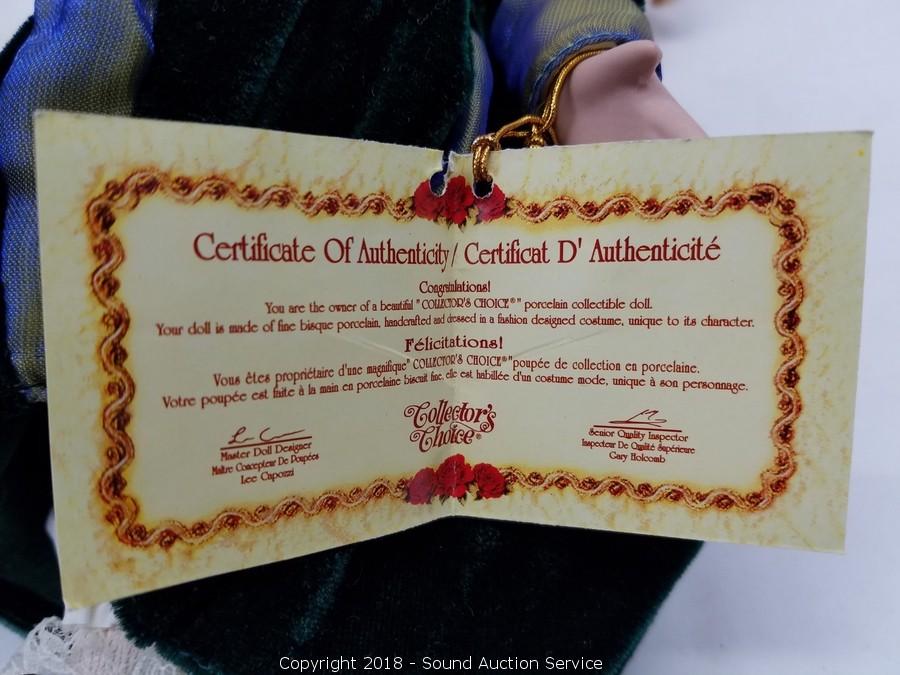 Certificate Of Authenticity / Certificat D' Authenticité
Congratulations!
You are the owner of a beautiful "COLLECTOR'S CHOICE®" porcelain collectible doll.
Your doll is made of fine bisque porcelain, handcrafted and dressed in a fashion designed costume, unique to its character.
Félicitations!
Vous êtes propriétaire d'une magnifique" COLLECTOR'S CHOICE®"poupée de collection en porcelaine.
Votre poupée est faite à la main en porcelaine biscuit fine, elle est habillée d'un costume mode, unique à son personnage.
Master Doll Designer
Maître Concepteur De Poupées
Lee Capozzi
Collector's
Choice®
Senior Quality Inspector
Inspecteur De Qualité Supérieure
Gary Holcomb
Copyright 2018 - Sound Auction Service